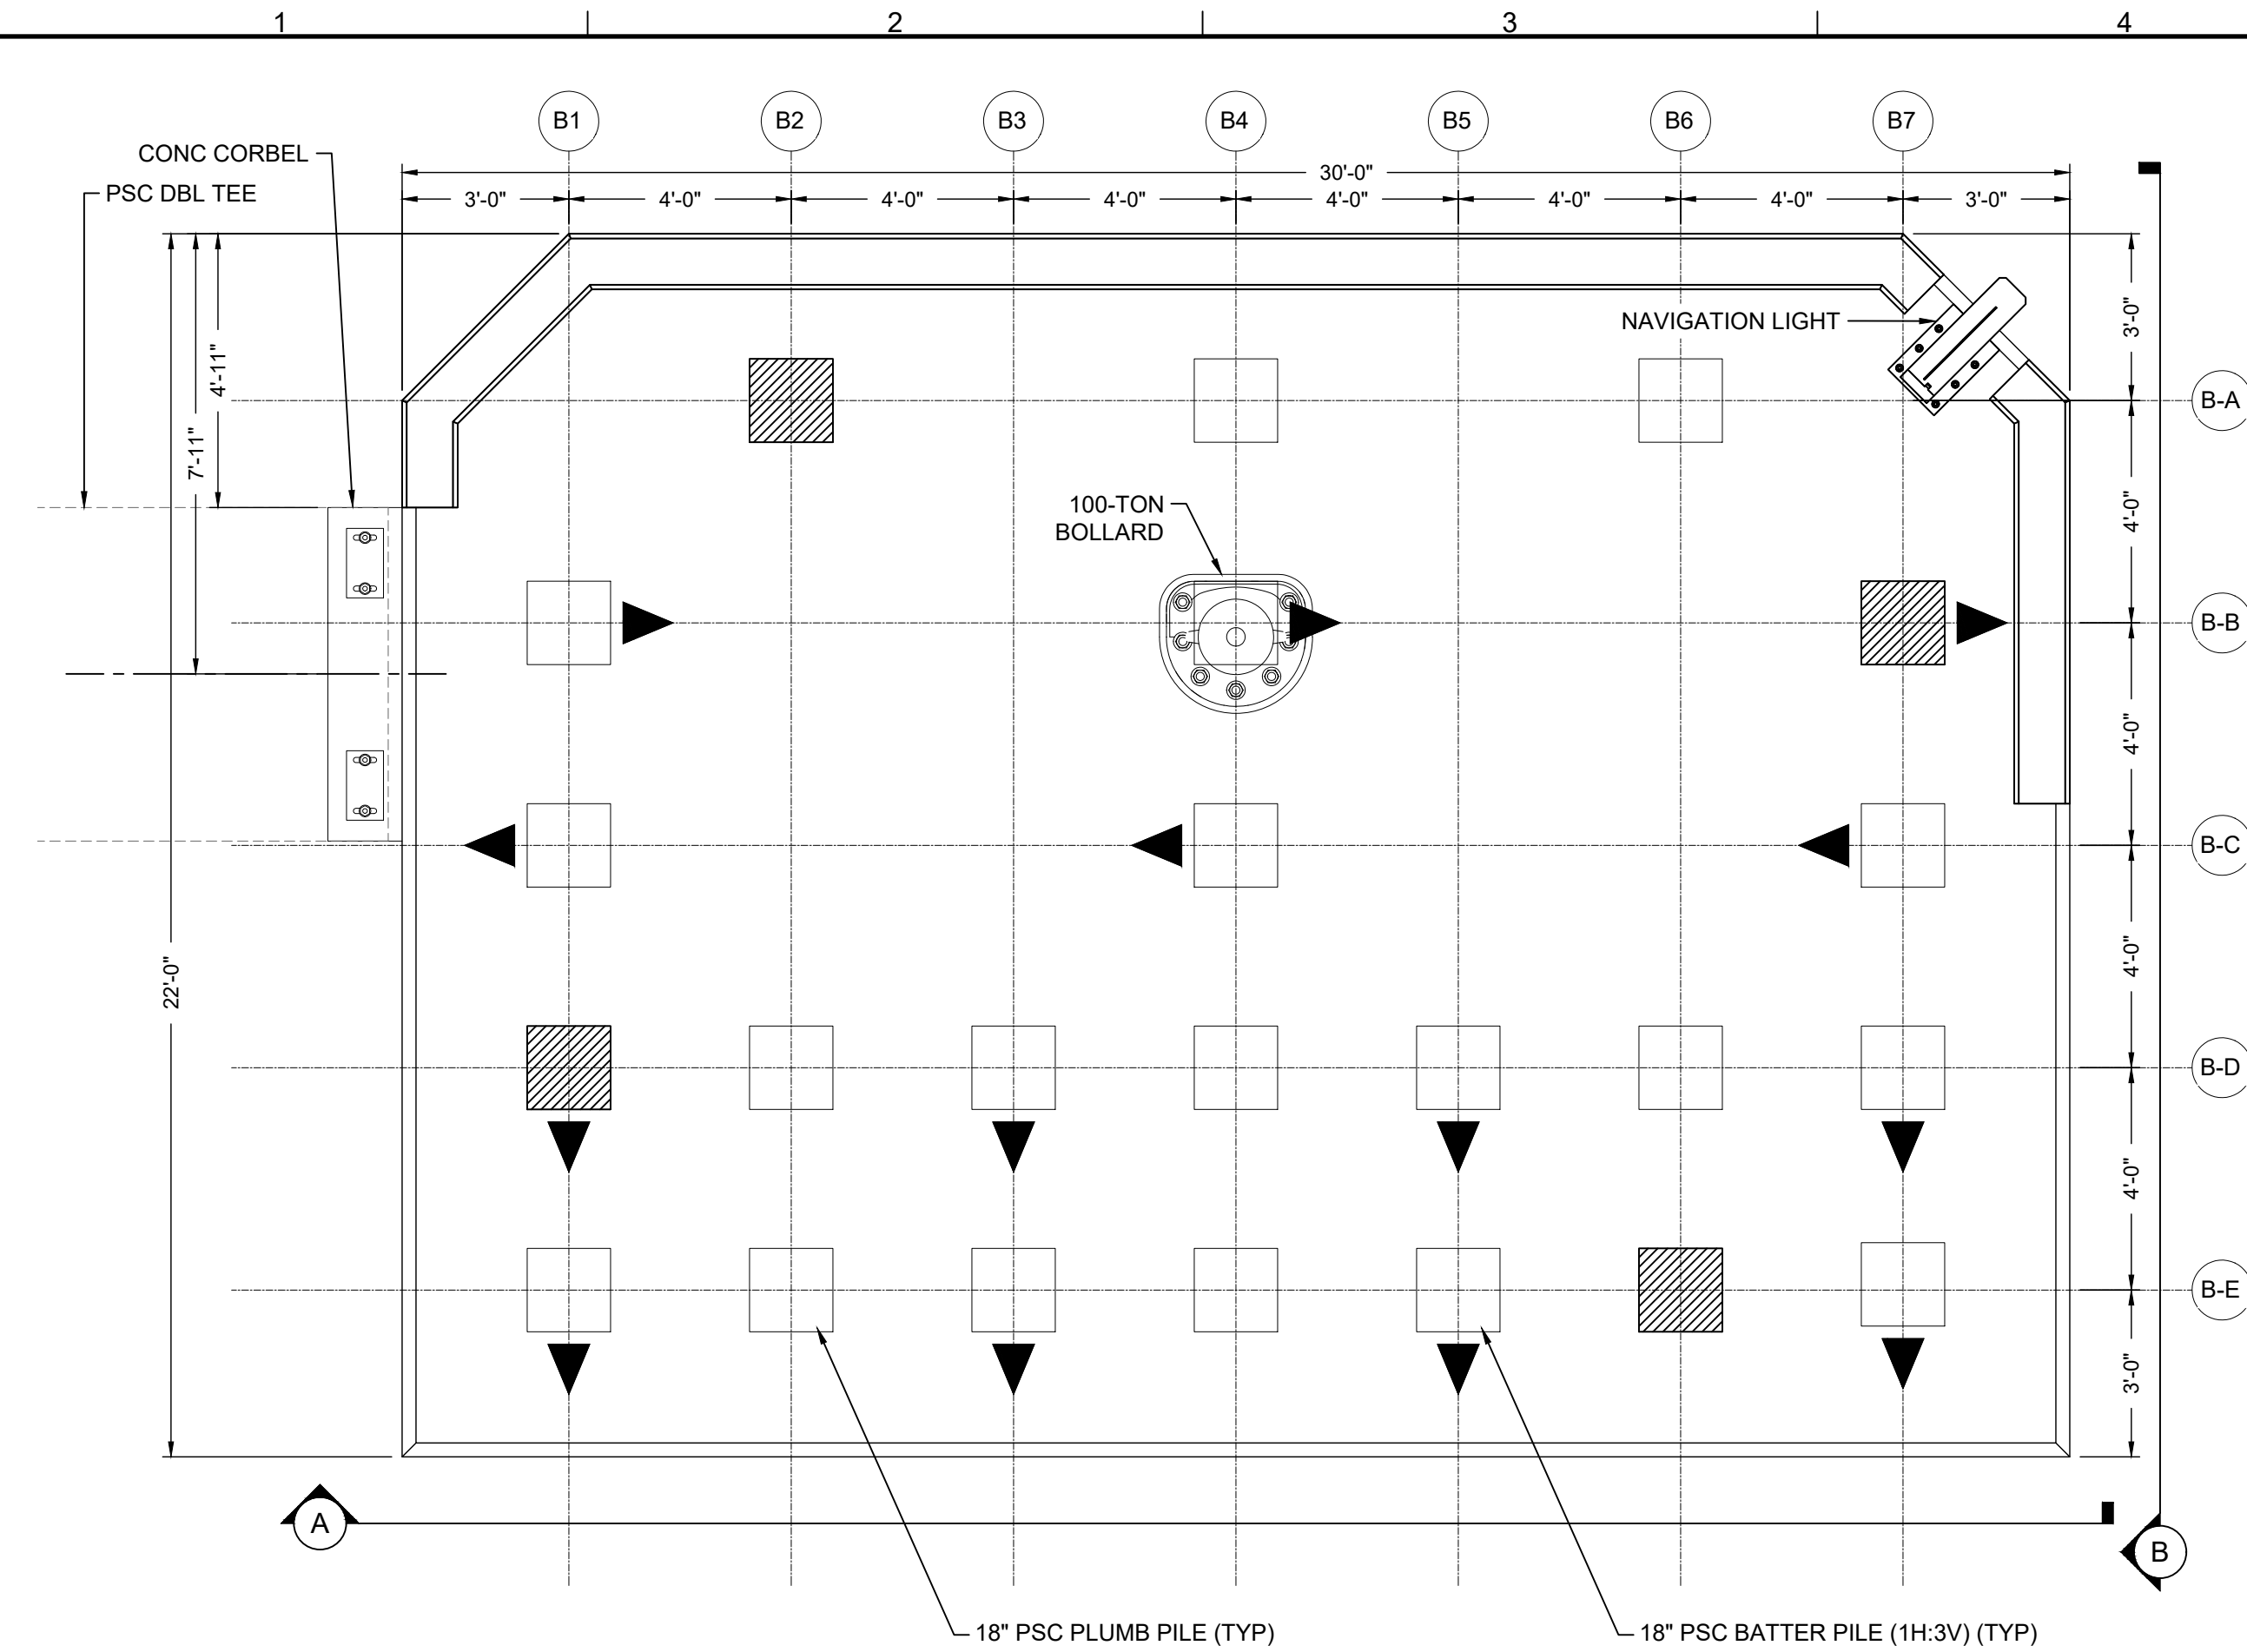 1 2 3 4
B1 B2 B3 B4 B5 B6 B7
CONC CORBEL
PSC DBL TEE
30'-0"
3'-0" 4'-0" 4'-0" 4'-0" 4'-0" 4'-0" 4'-0" 3'-0"
NAVIGATION LIGHT
3'-0"
4'-11"
B-A
7'-11"
100-TON
BOLLARD
4'-0"
B-B
4'-0"
B-C
22'-0"
4'-0"
B-D
4'-0"
B-E
3'-0"
A
B
18" PSC PLUMB PILE (TYP)
18" PSC BATTER PILE (1H:3V) (TYP)